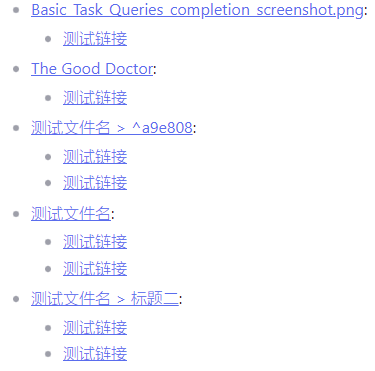 Basic Task Queries completion screenshot.png:
测试链接
The Good Doctor:
测试链接
测试文件名 > ^a9e808:
测试链接
测试链接
测试文件名:
测试链接
测试链接
测试文件名 > 标题二:
测试链接
测试链接